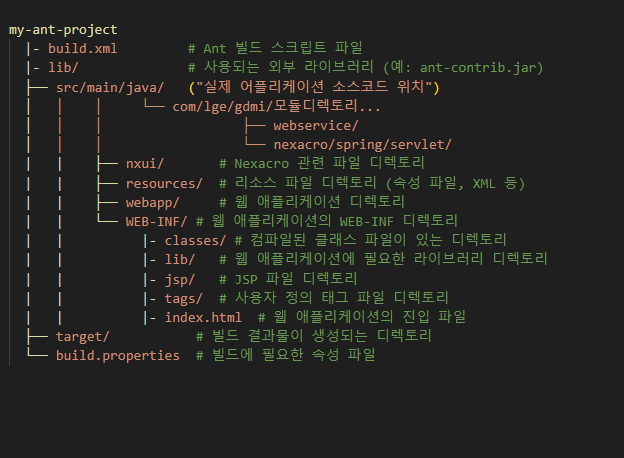 my-ant-project
  |- build.xml         # Ant 빌드 스크립트 파일
  |- lib/              # 사용되는 외부 라이브러리 (예: ant-contrib.jar)
  ├── src/main/java/   ("실제 어플리케이션 소스코드 위치")
  │   │    │     └── com/lge/gdmi/모듈디렉토리...
  │   │    │                  ├── webservice/
  │   │    │                  └── nexacro/spring/servlet/
  |   |    ├── nxui/       # Nexacro 관련 파일 디렉토리
  |   |    ├── resources/  # 리소스 파일 디렉토리 (속성 파일, XML 등)
  |   |    ├── webapp/     # 웹 애플리케이션 디렉토리
  |   |    └── WEB-INF/ # 웹 애플리케이션의 WEB-INF 디렉토리
  |   |          |- classes/ # 컴파일된 클래스 파일이 있는 디렉토리
  |   |          |- lib/   # 웹 애플리케이션에 필요한 라이브러리 디렉토리
  |   |          |- jsp/   # JSP 파일 디렉토리
  |   |          |- tags/  # 사용자 정의 태그 파일 디렉토리
  |   |          |- index.html  # 웹 애플리케이션의 진입 파일
  ├── target/           # 빌드 결과물이 생성되는 디렉토리
  └── build.properties  # 빌드에 필요한 속성 파일